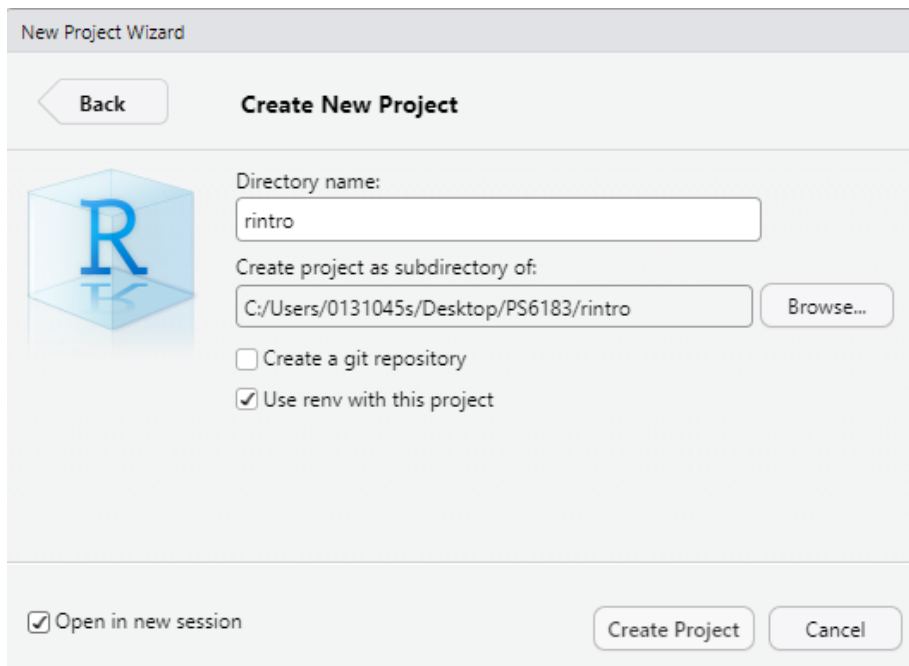 New Project Wizard
Back
Create New Project
R
Directory name:
rintro
Create project as subdirectory of:
C:/Users/0131045s/Desktop/PS6183/rintro
Browse...
Create a git repository
Use renv with this project
Open in new session
Create Project
Cancel